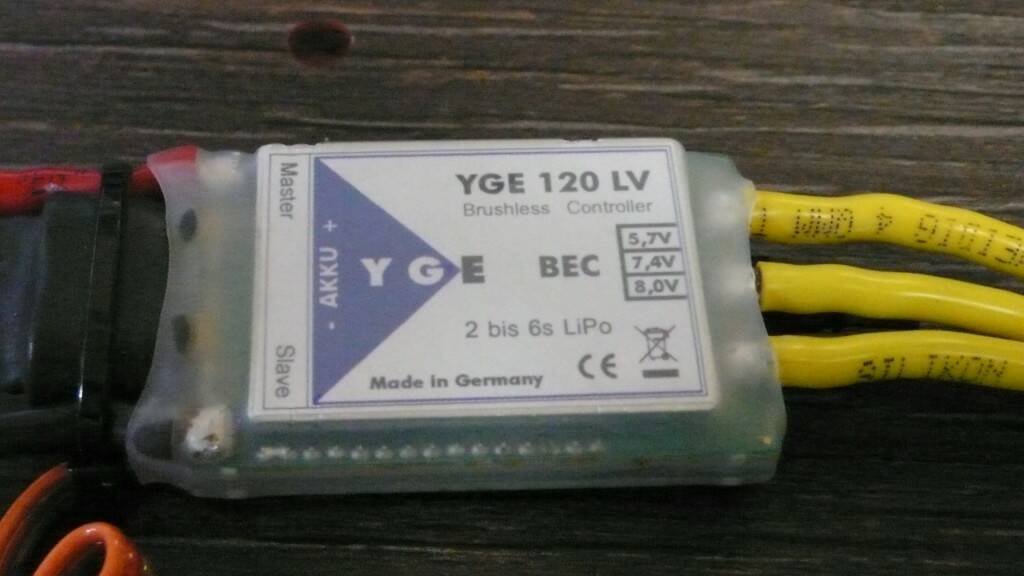 Master
Slave
- AKKU +
YGE
YGE 120 LV
Brushless Controller
BEC
5,7V
7,4V
8,0V
2 bis 6s LiPo
CE
Made in Germany
SILIKON